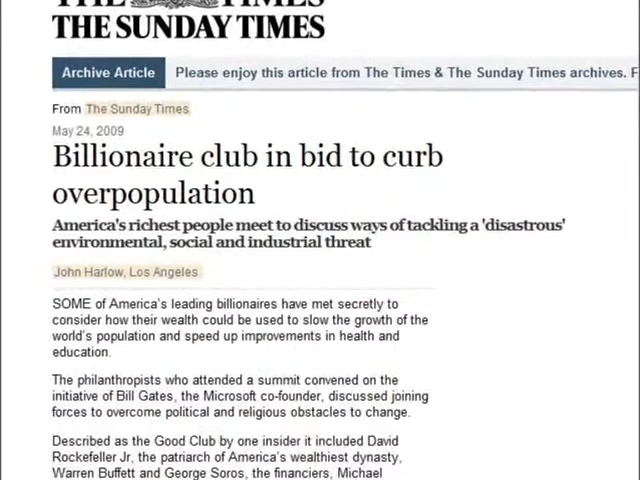 THE TIMES
THE SUNDAY TIMES
Archive Article
Please enjoy this article from The Times & The Sunday Times archives. F
From The Sunday Times
May 24, 2009
Billionaire club in bid to curb
overpopulation
America's richest people meet to discuss ways of tackling a 'disastrous'
environmental, social and industrial threat
John Harlow, Los Angeles
SOME of America's leading billionaires have met secretly to
consider how their wealth could be used to slow the growth of the
world's population and speed up improvements in health and
education.
The philanthropists who attended a summit convened on the
initiative of Bill Gates, the Microsoft co-founder, discussed joining
forces to overcome political and religious obstacles to change.
Described as the Good Club by one insider it included David
Rockefeller Jr, the patriarch of America's wealthiest dynasty,
Warren Buffett and George Soros, the financiers, Michael